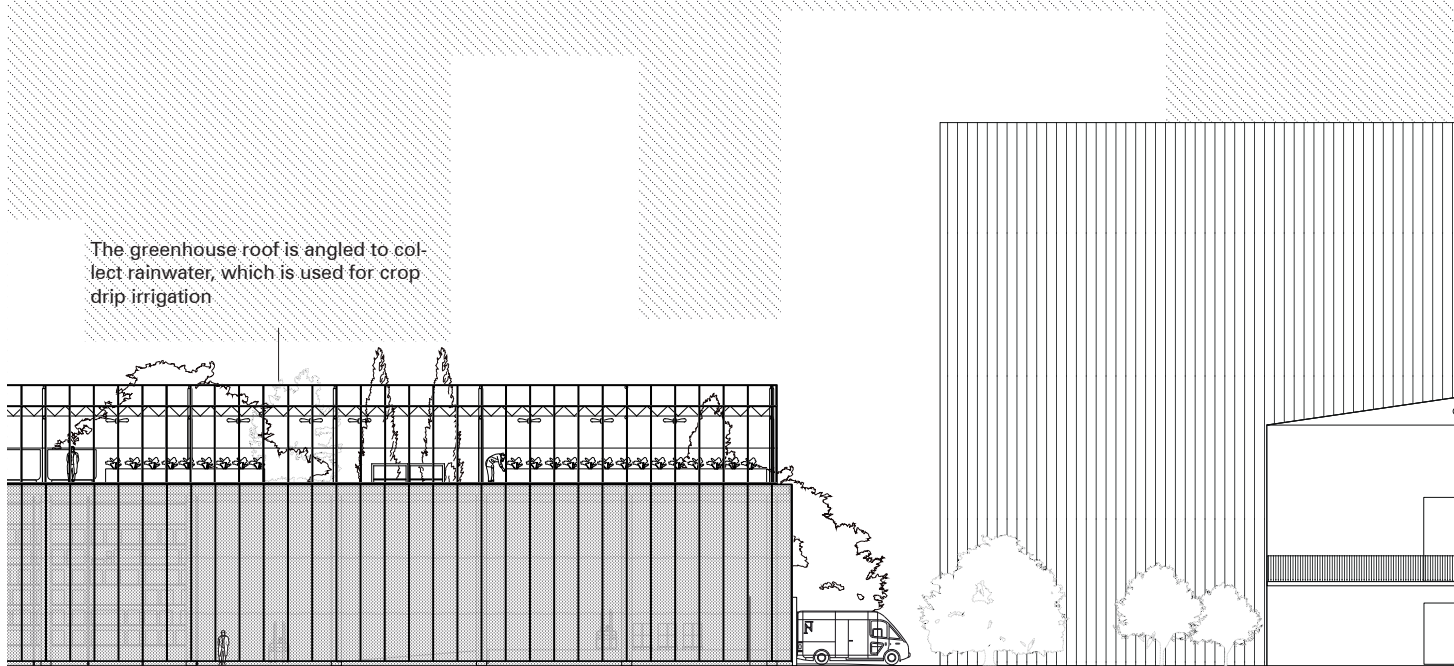 The greenhouse roof is angled to col-
lect rainwater, which is used for crop
drip irrigation
N